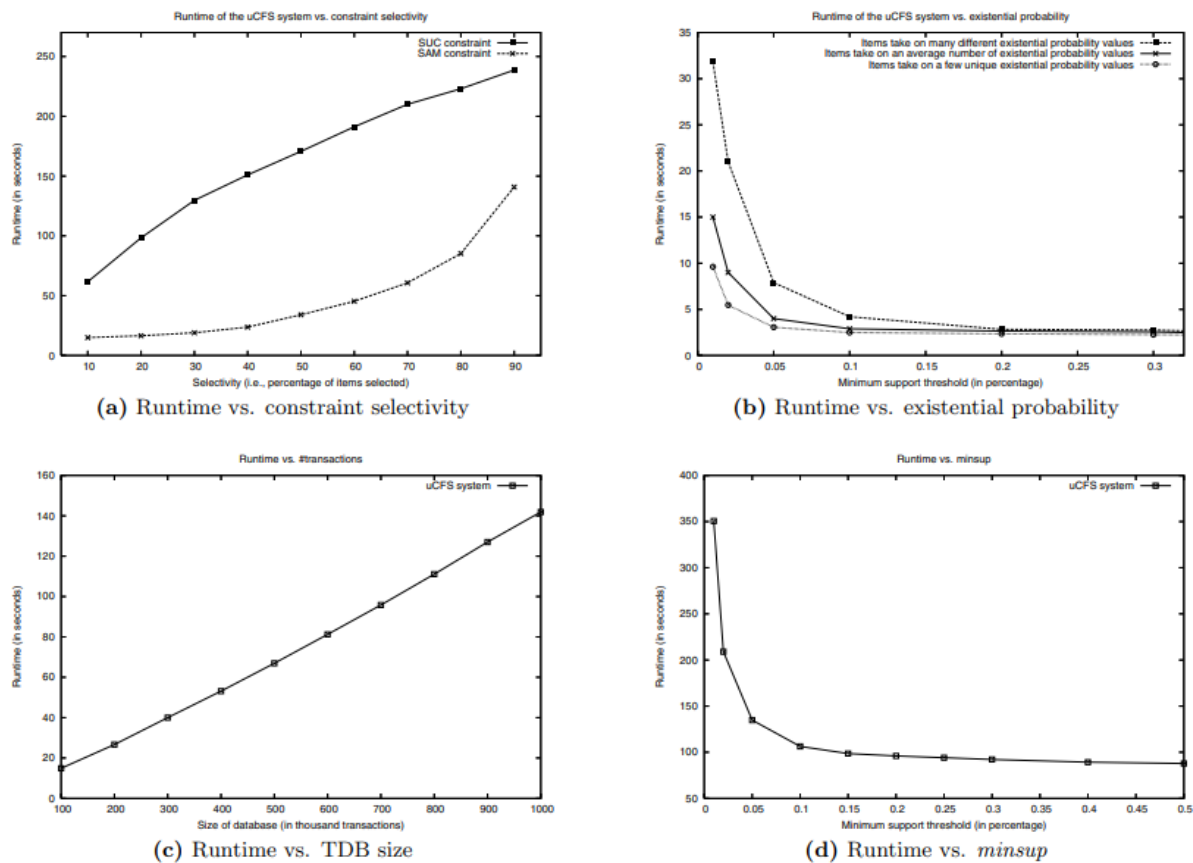 Runtime of the uCFS system vs. constraint selectivity
SUC constraint
SAM constraint
250
200
150
100
50
0
Runtime (in seconds)
10 20 30 40 50 60 70 80 90
Selectivity (i.e., percentage of items selected)
(a) Runtime vs. constraint selectivity
Runtime of the uCFS system vs. existential probability
Items take on many different existential probability values
Items take on an average number of existential probability values
Items take on a few unique existential probability values
35
30
25
20
15
10
5
0
Runtime (in seconds)
0 0.05 0.1 0.15 0.2 0.25 0.3
Minimum support threshold (in percentage)
(b) Runtime vs. existential probability
Runtime vs. #transactions
uCFS system
160
140
120
100
80
60
40
20
0
Runtime (in seconds)
100 200 300 400 500 600 700 800 900 1000
Size of database (in thousand transactions)
(c) Runtime vs. TDB size
Runtime vs. minsup
uCFS system
400
350
300
250
200
150
100
50
Runtime (in seconds)
0 0.05 0.1 0.15 0.2 0.25 0.3 0.35 0.4 0.45 0.5
Minimum support threshold (in percentage)
(d) Runtime vs. minsup